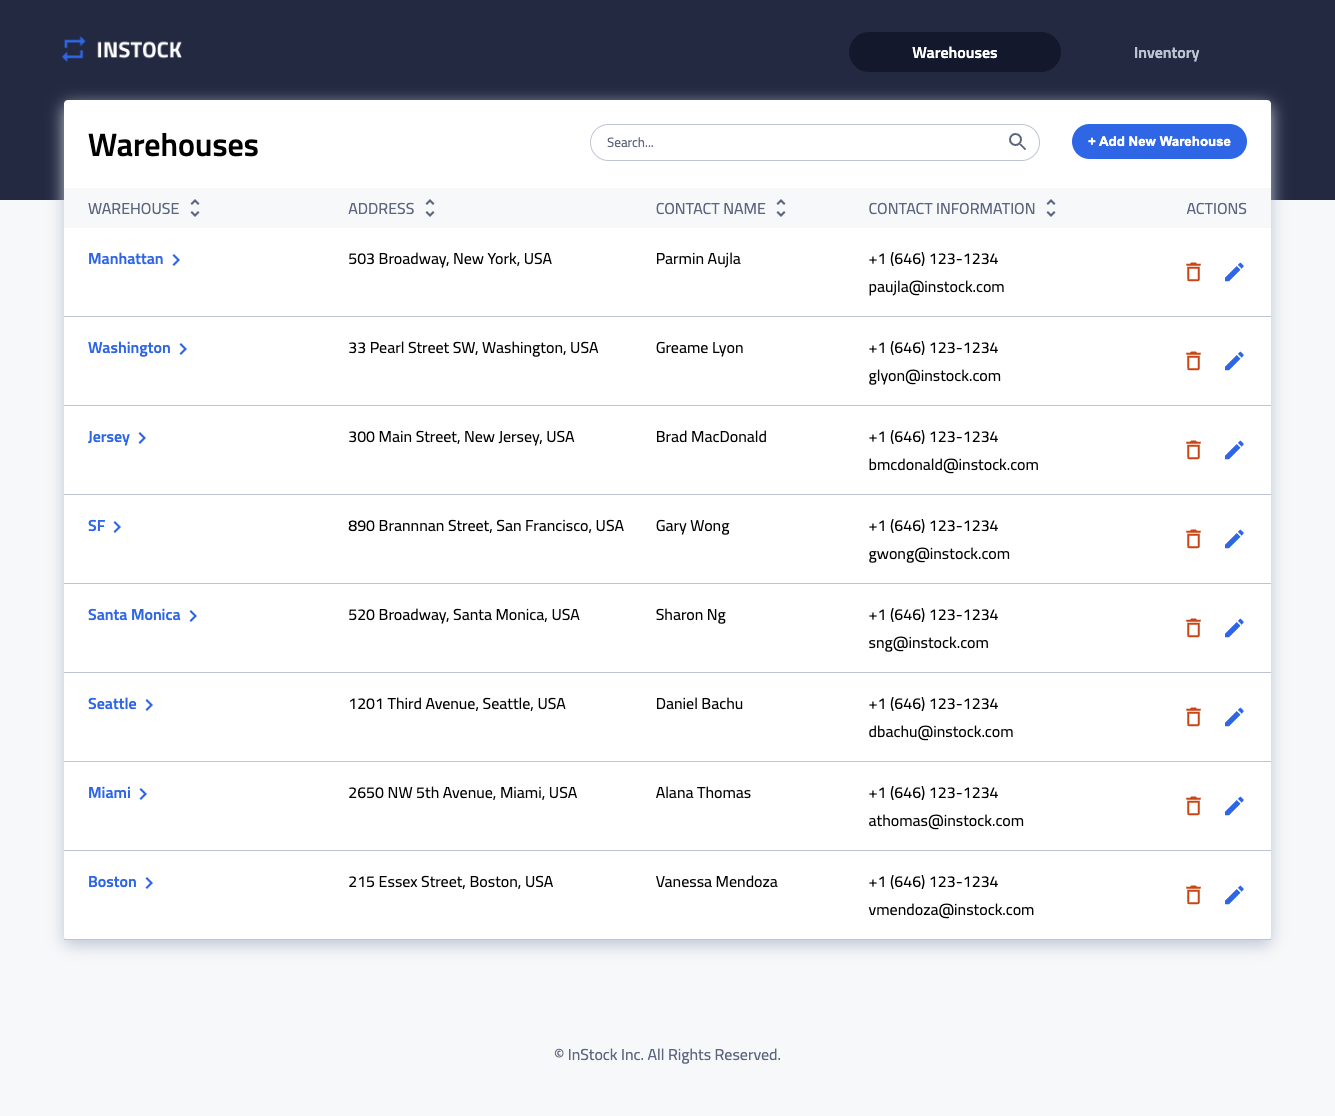 INSTOCK
Warehouses
Inventory
Warehouses
Search...
+ Add New Warehouse
WAREHOUSE ADDRESS CONTACT NAME CONTACT INFORMATION ACTIONS
Manhattan 503 Broadway, New York, USA Parmin Aujla +1 (646) 123-1234
paujla@instock.com
Washington 33 Pearl Street SW, Washington, USA Greame Lyon +1 (646) 123-1234
glyon@instock.com
Jersey 300 Main Street, New Jersey, USA Brad MacDonald +1 (646) 123-1234
bmcdonald@instock.com
SF 890 Brannnan Street, San Francisco, USA Gary Wong +1 (646) 123-1234
gwong@instock.com
Santa Monica 520 Broadway, Santa Monica, USA Sharon Ng +1 (646) 123-1234
sng@instock.com
Seattle 1201 Third Avenue, Seattle, USA Daniel Bachu +1 (646) 123-1234
dbachu@instock.com
Miami 2650 NW 5th Avenue, Miami, USA Alana Thomas +1 (646) 123-1234
athomas@instock.com
Boston 215 Essex Street, Boston, USA Vanessa Mendoza +1 (646) 123-1234
vmendoza@instock.com
© InStock Inc. All Rights Reserved.